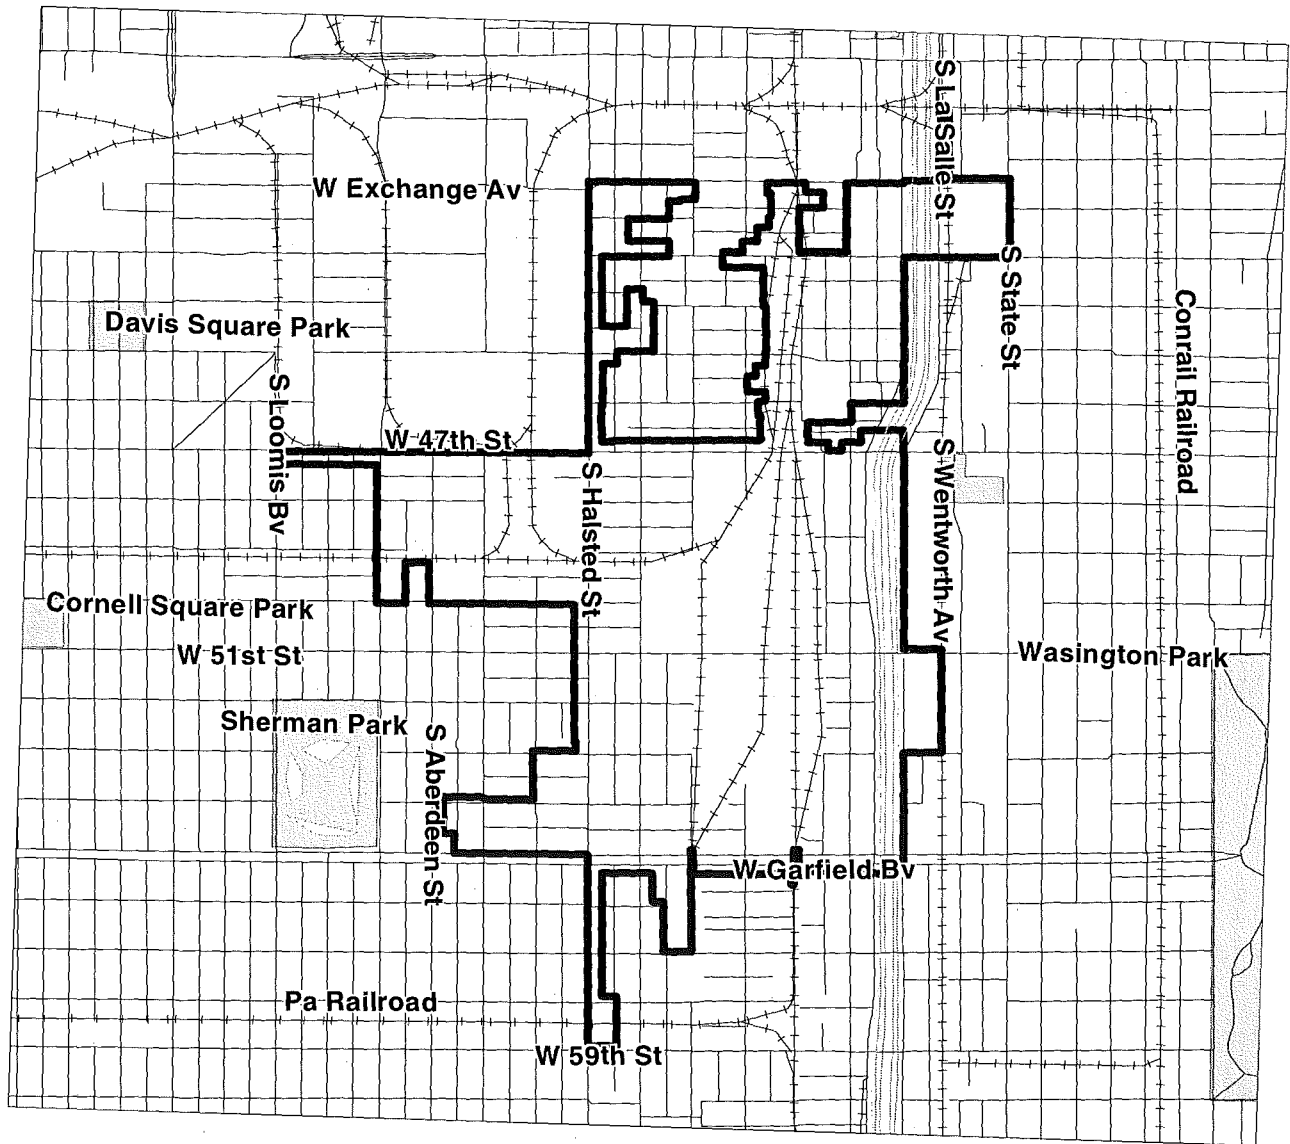 S LaSalle St
W Exchange Av
S State St
Conrail Railroad
Davis Square Park
S Loomis Bv
W 47th St
S Halsted St
S Wentworth Av
Cornell Square Park
W 51st St
Wasington Park
Sherman Park
S Aberdeen St
W Garfield Bv
Pa Railroad
W 59th St